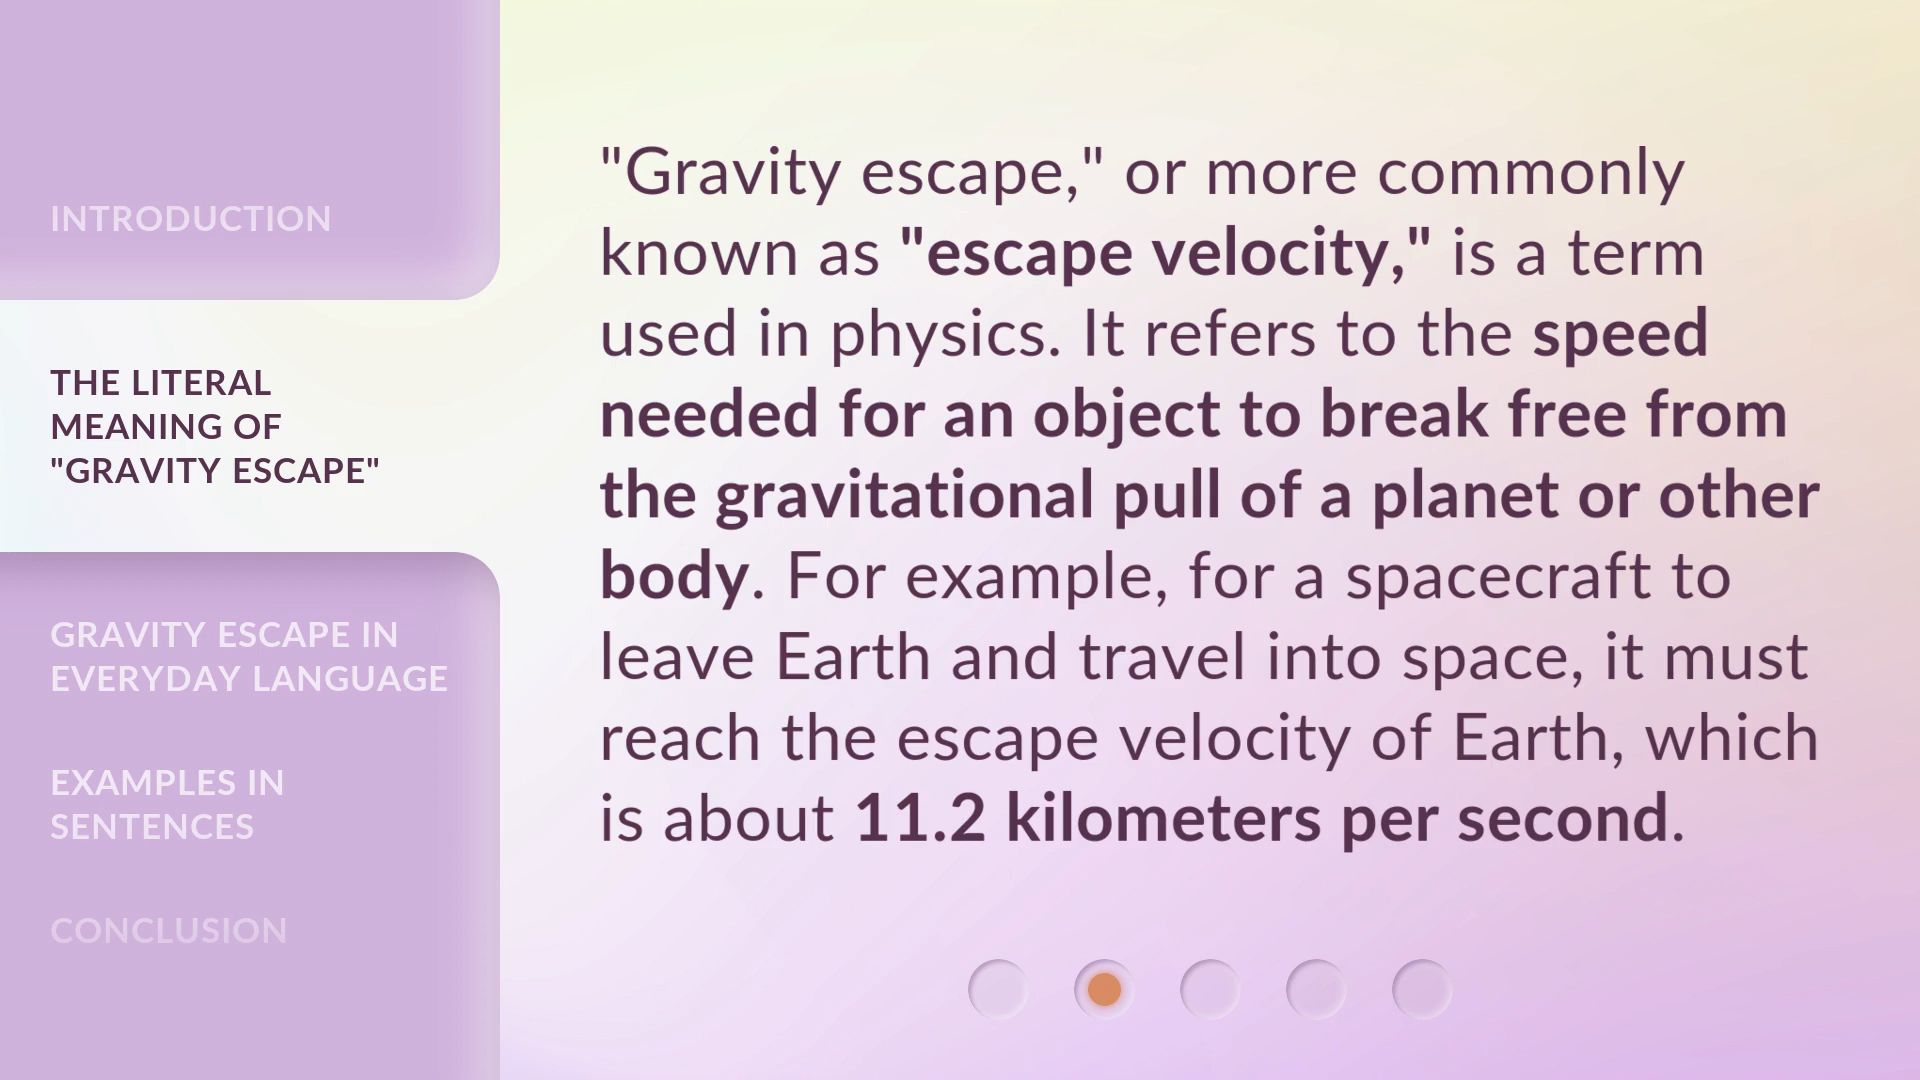 INTRODUCTION
THE LITERAL
MEANING OF
"GRAVITY ESCAPE"
GRAVITY ESCAPE IN
EVERYDAY LANGUAGE
EXAMPLES IN
SENTENCES
CONCLUSION
"Gravity escape," or more commonly
known as "escape velocity," is a term
used in physics. It refers to the speed
needed for an object to break free from
the gravitational pull of a planet or other
body. For example, for a spacecraft to
leave Earth and travel into space, it must
reach the escape velocity of Earth, which
is about 11.2 kilometers per second.